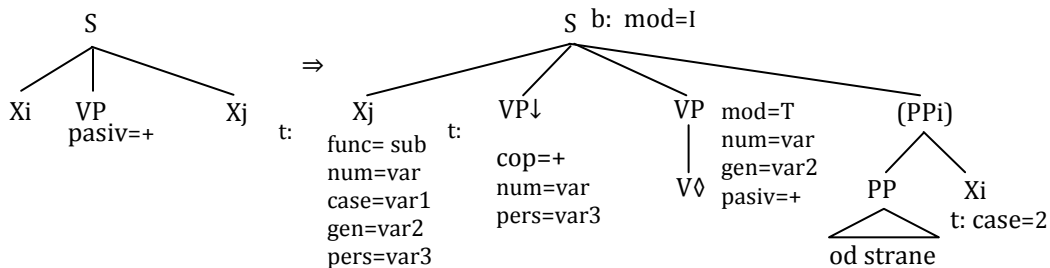 S
S b: mod=I
⇒
Xi VP Xj
pasiv=+
t: Xj t: VP↓ VP mod=T (PPi)
func= sub
num=var
case=var1
gen=var2
pers=var3
cop=+
num=var
pers=var3
V◊
num=var
gen=var2
pasiv=+
PP Xi
t: case=2
od strane